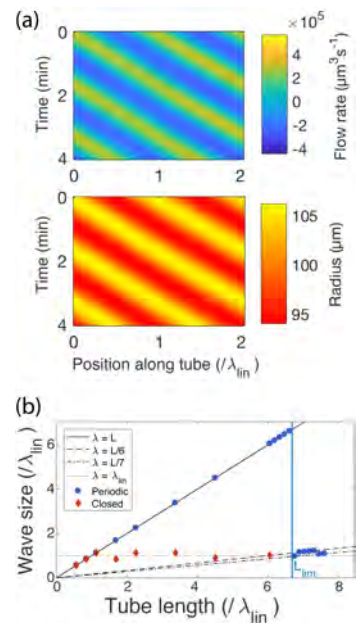 (a)
× 10⁵
0
2
4
Time (min)
0
1
2
4
2
0
-2
-4
Flow rate (µm³s⁻¹)
0
2
4
Time (min)
0
1
2
Position along tube (/λlin)
105
100
95
Radius (µm)
(b)
6
4
2
0
Wave size (/λlin)
λ = L
λ = L/6
λ = L/7
λ = λlin
Periodic
Closed
Llim
0
2
4
6
8
Tube length (/ λlin)